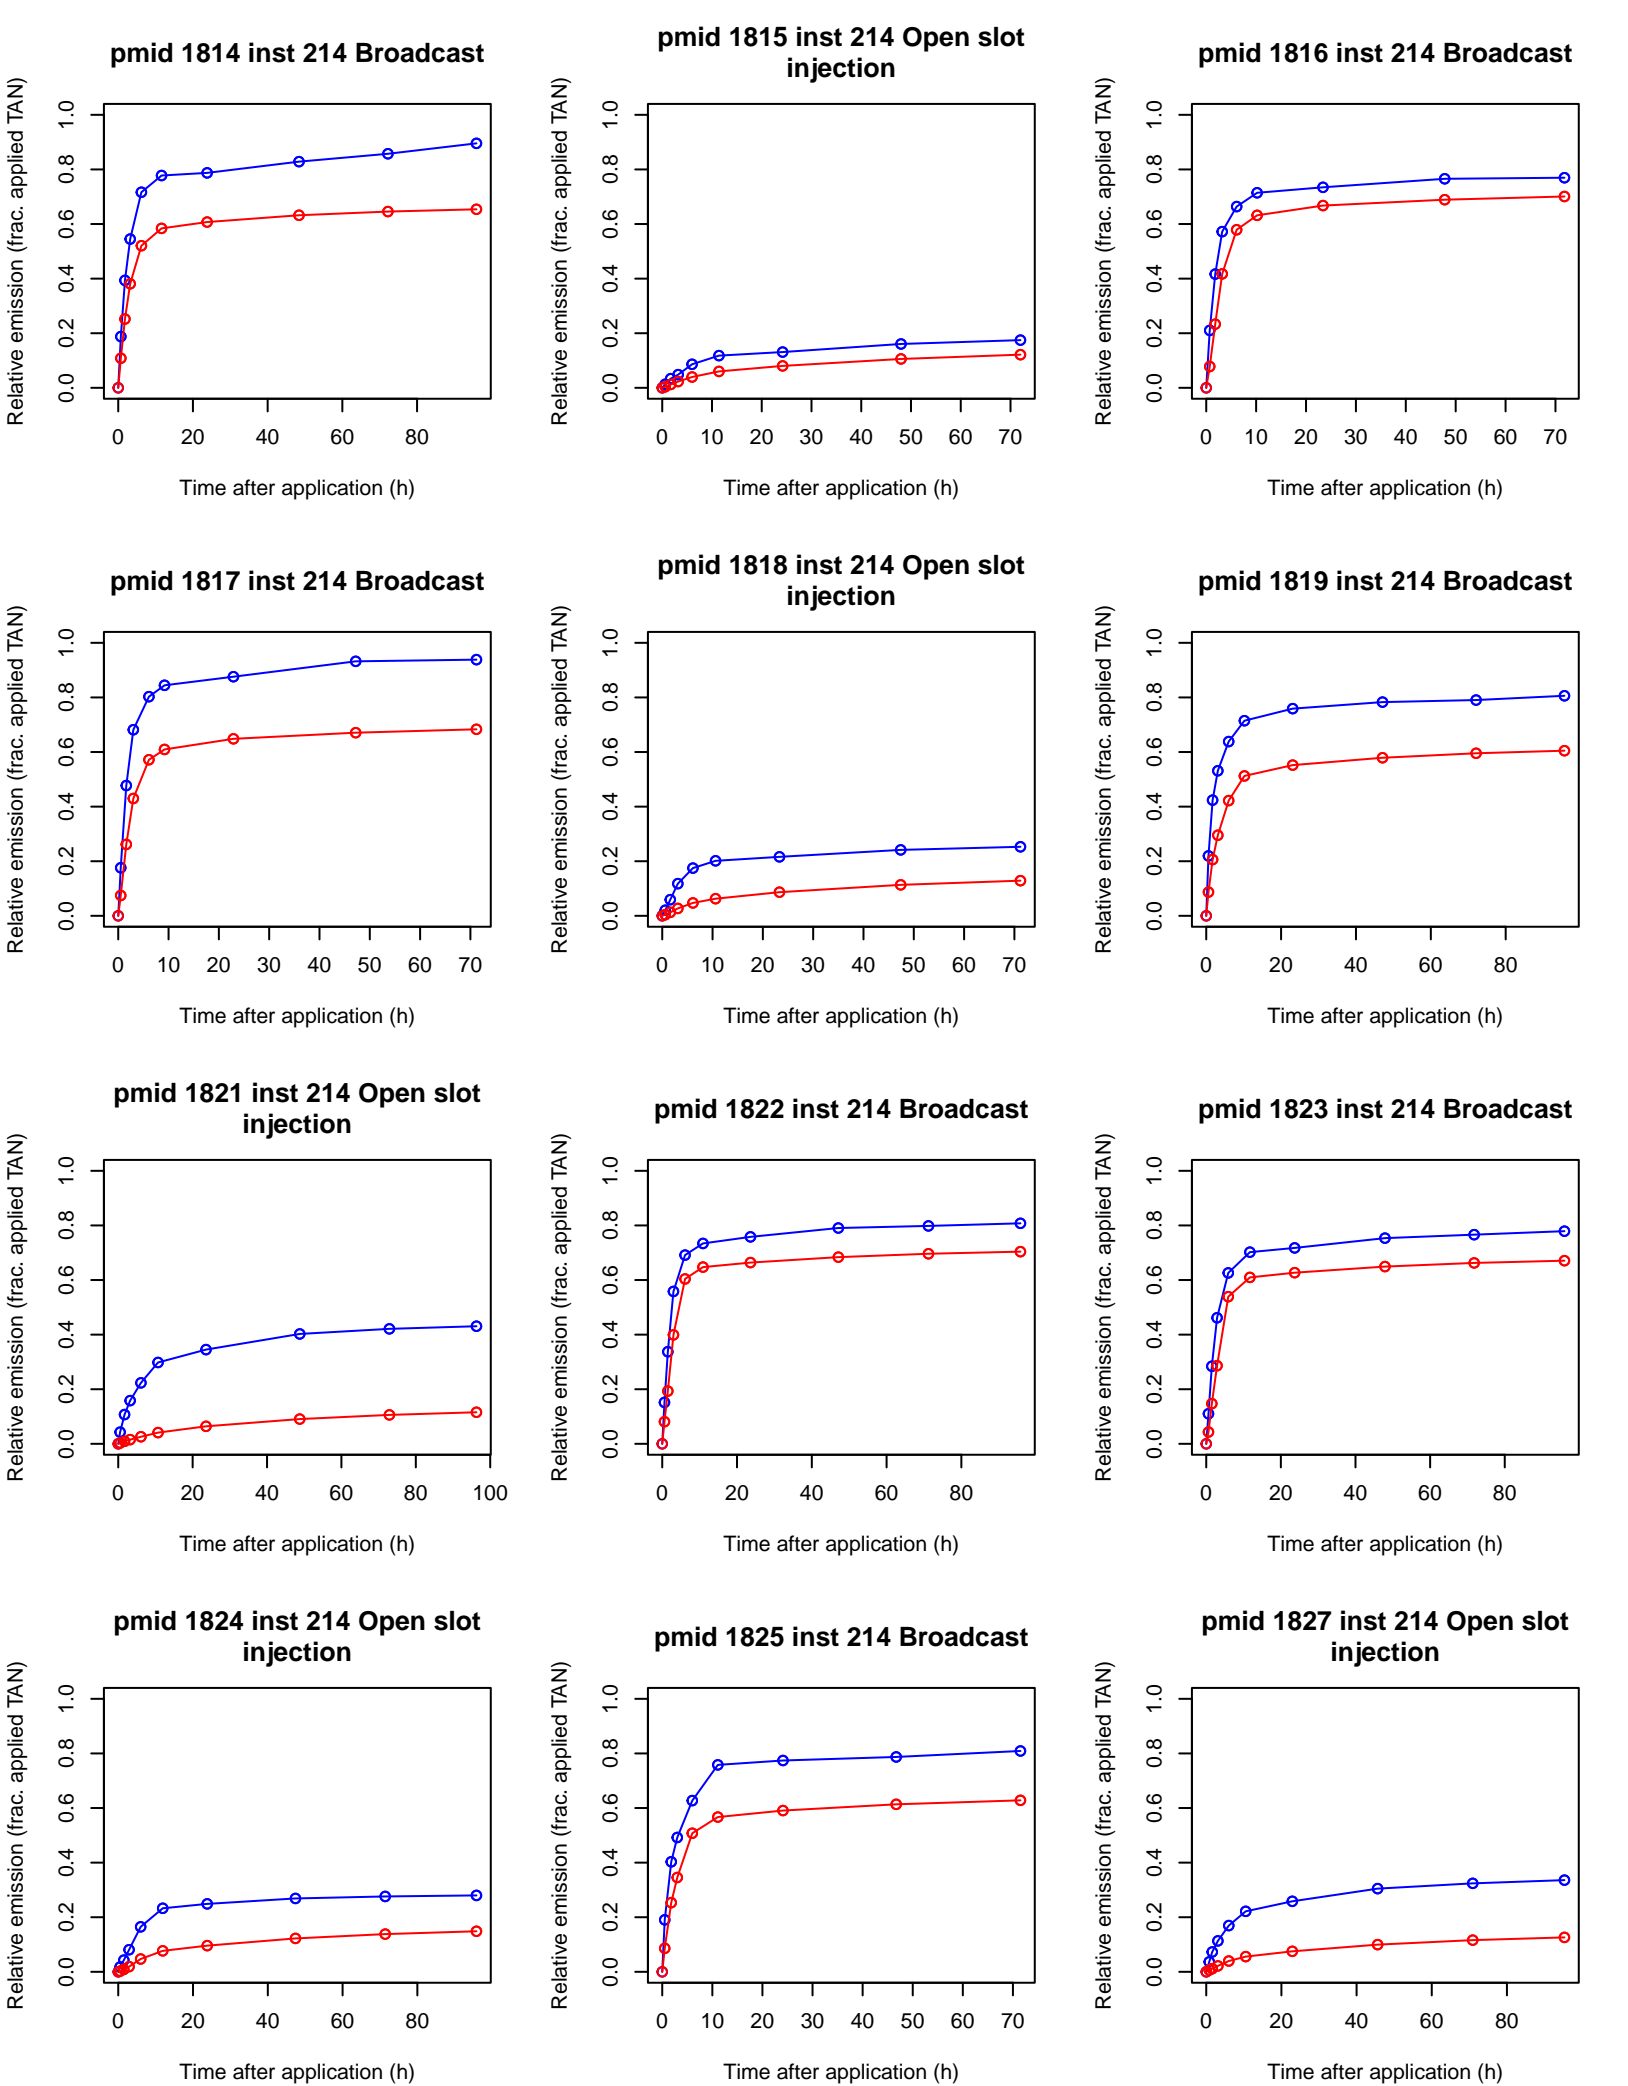 pmid 1814 inst 214 Broadcast
Relative emission (frac. applied TAN)
1.0
0.8
0.6
0.4
0.2
0.0
0 20 40 60 80
Time after application (h)
pmid 1815 inst 214 Open slot
injection
Relative emission (frac. applied TAN)
1.0
0.8
0.6
0.4
0.2
0.0
0 10 20 30 40 50 60 70
Time after application (h)
pmid 1816 inst 214 Broadcast
Relative emission (frac. applied TAN)
1.0
0.8
0.6
0.4
0.2
0.0
0 10 20 30 40 50 60 70
Time after application (h)
pmid 1817 inst 214 Broadcast
Relative emission (frac. applied TAN)
1.0
0.8
0.6
0.4
0.2
0.0
0 10 20 30 40 50 60 70
Time after application (h)
pmid 1818 inst 214 Open slot
injection
Relative emission (frac. applied TAN)
1.0
0.8
0.6
0.4
0.2
0.0
0 10 20 30 40 50 60 70
Time after application (h)
pmid 1819 inst 214 Broadcast
Relative emission (frac. applied TAN)
1.0
0.8
0.6
0.4
0.2
0.0
0 20 40 60 80
Time after application (h)
pmid 1821 inst 214 Open slot
injection
Relative emission (frac. applied TAN)
1.0
0.8
0.6
0.4
0.2
0.0
0 20 40 60 80 100
Time after application (h)
pmid 1822 inst 214 Broadcast
Relative emission (frac. applied TAN)
1.0
0.8
0.6
0.4
0.2
0.0
0 20 40 60 80
Time after application (h)
pmid 1823 inst 214 Broadcast
Relative emission (frac. applied TAN)
1.0
0.8
0.6
0.4
0.2
0.0
0 20 40 60 80
Time after application (h)
pmid 1824 inst 214 Open slot
injection
Relative emission (frac. applied TAN)
1.0
0.8
0.6
0.4
0.2
0.0
0 20 40 60 80
Time after application (h)
pmid 1825 inst 214 Broadcast
Relative emission (frac. applied TAN)
1.0
0.8
0.6
0.4
0.2
0.0
0 10 20 30 40 50 60 70
Time after application (h)
pmid 1827 inst 214 Open slot
injection
Relative emission (frac. applied TAN)
1.0
0.8
0.6
0.4
0.2
0.0
0 20 40 60 80
Time after application (h)